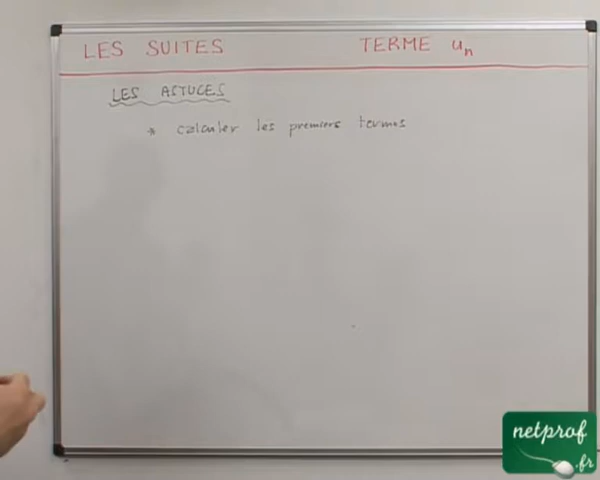 LES SUITES TERME un
LES ASTUCES
* calculer les premiers termes
netprof
.fr